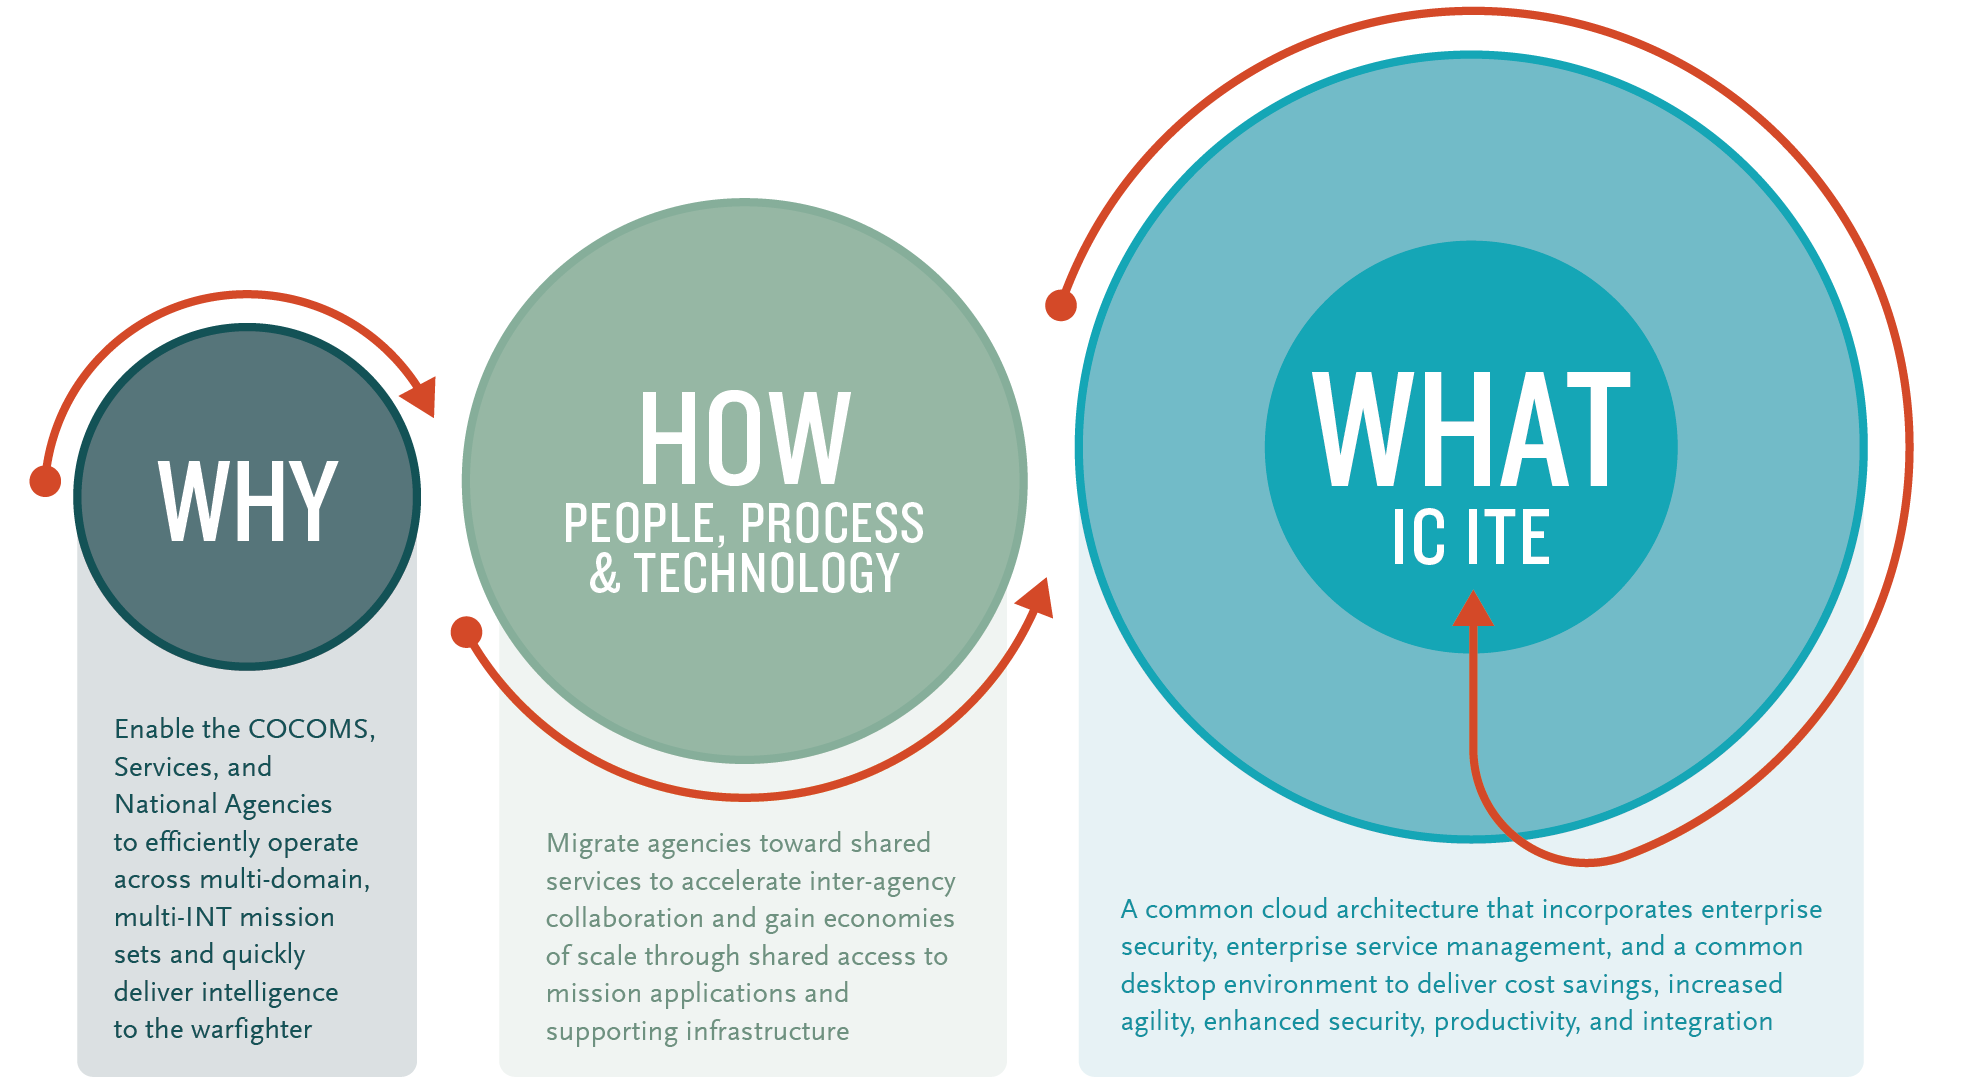 WHY
Enable the COCOMS,
Services, and
National Agencies
to efficiently operate
across multi-domain,
multi-INT mission
sets and quickly
deliver intelligence
to the warfighter
HOW
PEOPLE, PROCESS
& TECHNOLOGY
Migrate agencies toward shared
services to accelerate inter-agency
collaboration and gain economies
of scale through shared access to
mission applications and
supporting infrastructure
WHAT
IC ITE
A common cloud architecture that incorporates enterprise
security, enterprise service management, and a common
desktop environment to deliver cost savings, increased
agility, enhanced security, productivity, and integration